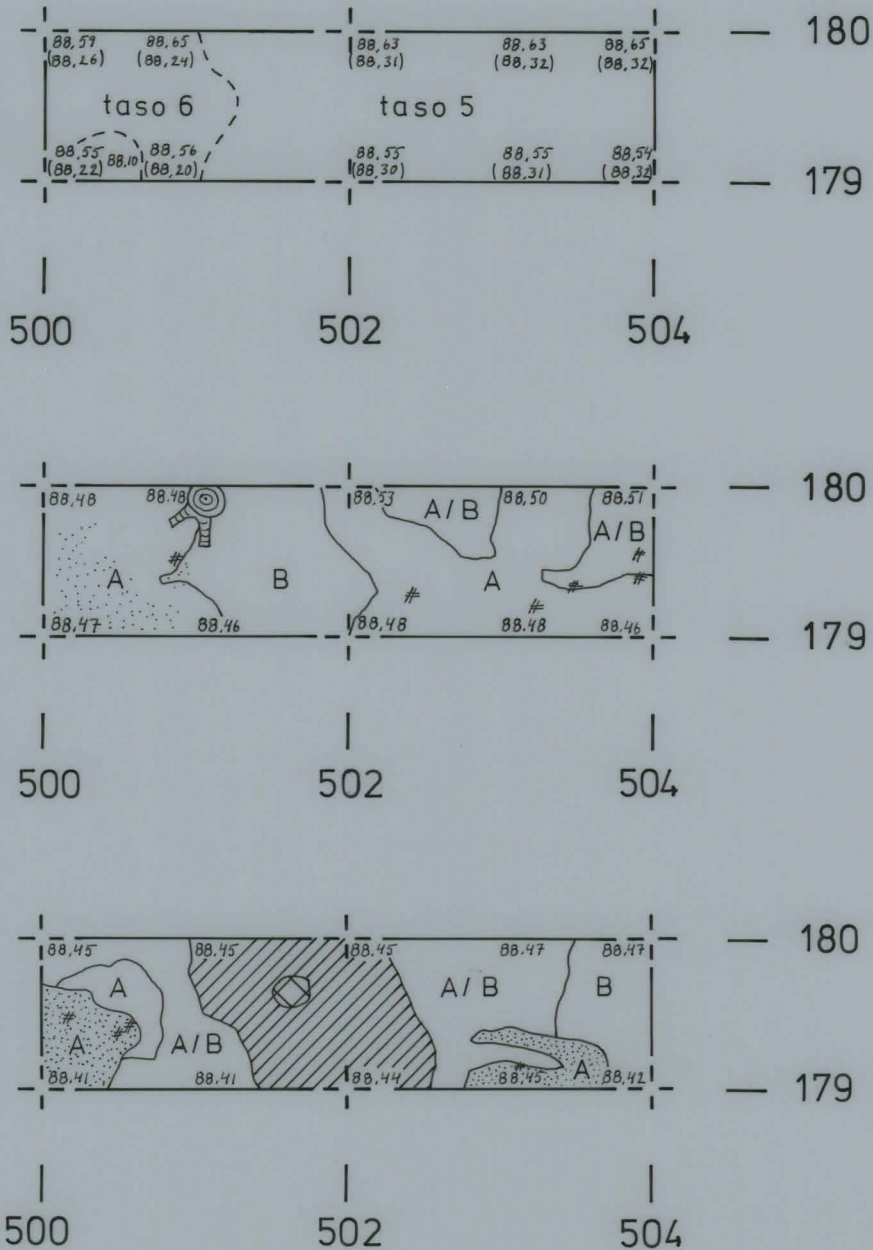 88,59 88,65 88,63 88,63 88,65 180
(88,26) (88,24) (88,31) (88,32) (88,32)
taso 6 taso 5
88,55 88,10 88,56 88,55 88,55 88,54
(88,22) (88,20) (88,30) (88,31) (88,32) 179
500 502 504
88,48 88.48 88,53 A/B 88,50 88,51 180
A/B
A B A
88.47 88.46 88,48 88.48 88.46 179
500 502 504
88,45 88.45 88.45 88.47 88.47 180
A A/B B
A A/B A
88.41 88.41 88,44 88,45 88.42 179
500 502 504